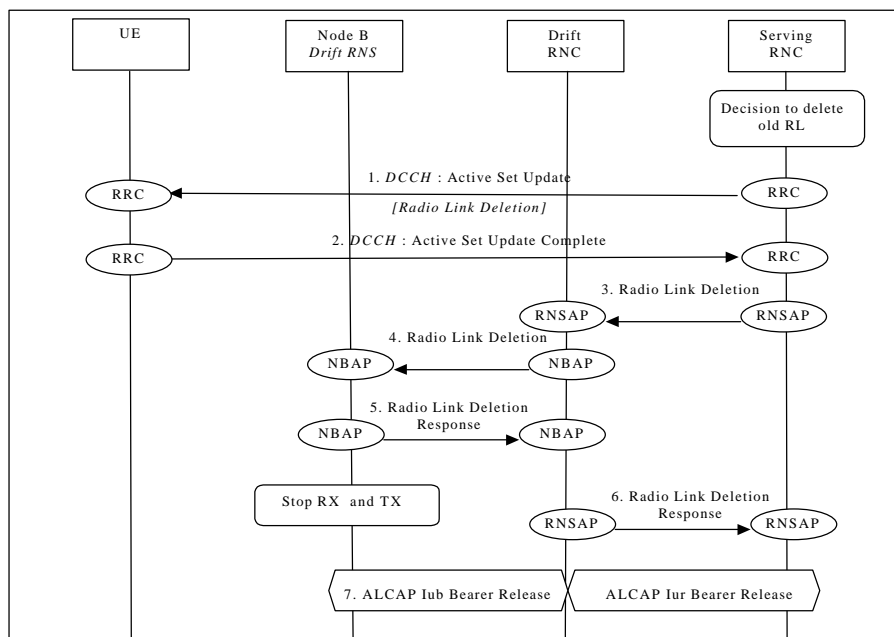 UE
Node B
Drift RNS
Drift
RNC
Serving
RNC
Decision to delete
old RL
1. DCCH : Active Set Update
RRC
RRC
[Radio Link Deletion]
2. DCCH : Active Set Update Complete
RRC
RRC
3. Radio Link Deletion
RNSAP
RNSAP
4. Radio Link Deletion
NBAP
NBAP
5. Radio Link Deletion
Response
NBAP
NBAP
Stop RX and TX
6. Radio Link Deletion
Response
RNSAP
RNSAP
7. ALCAP Iub Bearer Release
ALCAP Iur Bearer Release